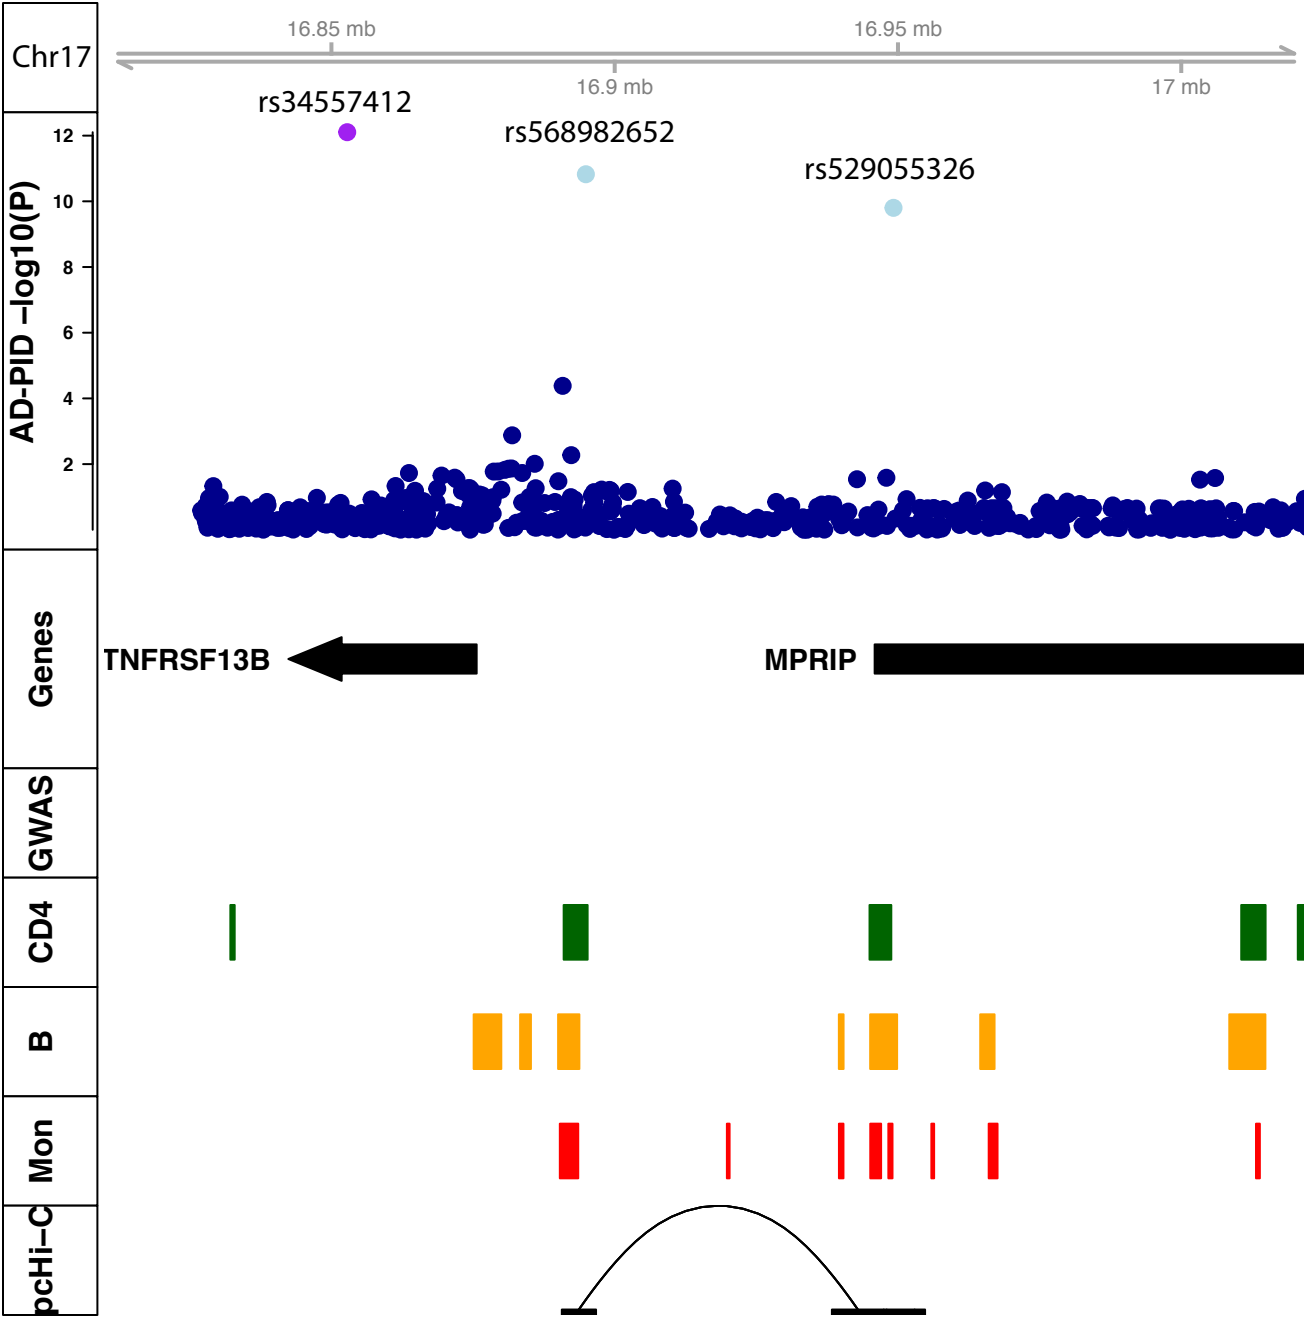 Chr17
16.85 mb
16.95 mb
16.9 mb
17 mb
rs34557412
rs568982652
rs529055326
AD-PID –log10(P)
12
10
8
6
4
2
Genes
TNFRSF13B
MPRIP
GWAS
CD4
B
Mon
pcHi–C